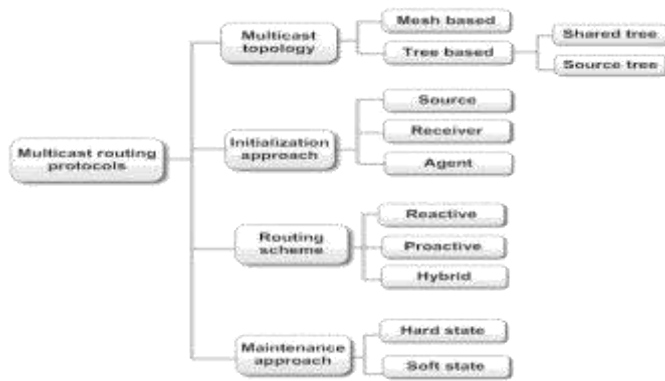 Multicast routing
protocols
Multicast
topology
Mesh based
Tree based
Shared tree
Source tree
Initialization
approach
Source
Receiver
Agent
Routing
scheme
Reactive
Proactive
Hybrid
Maintenance
approach
Hard state
Soft state